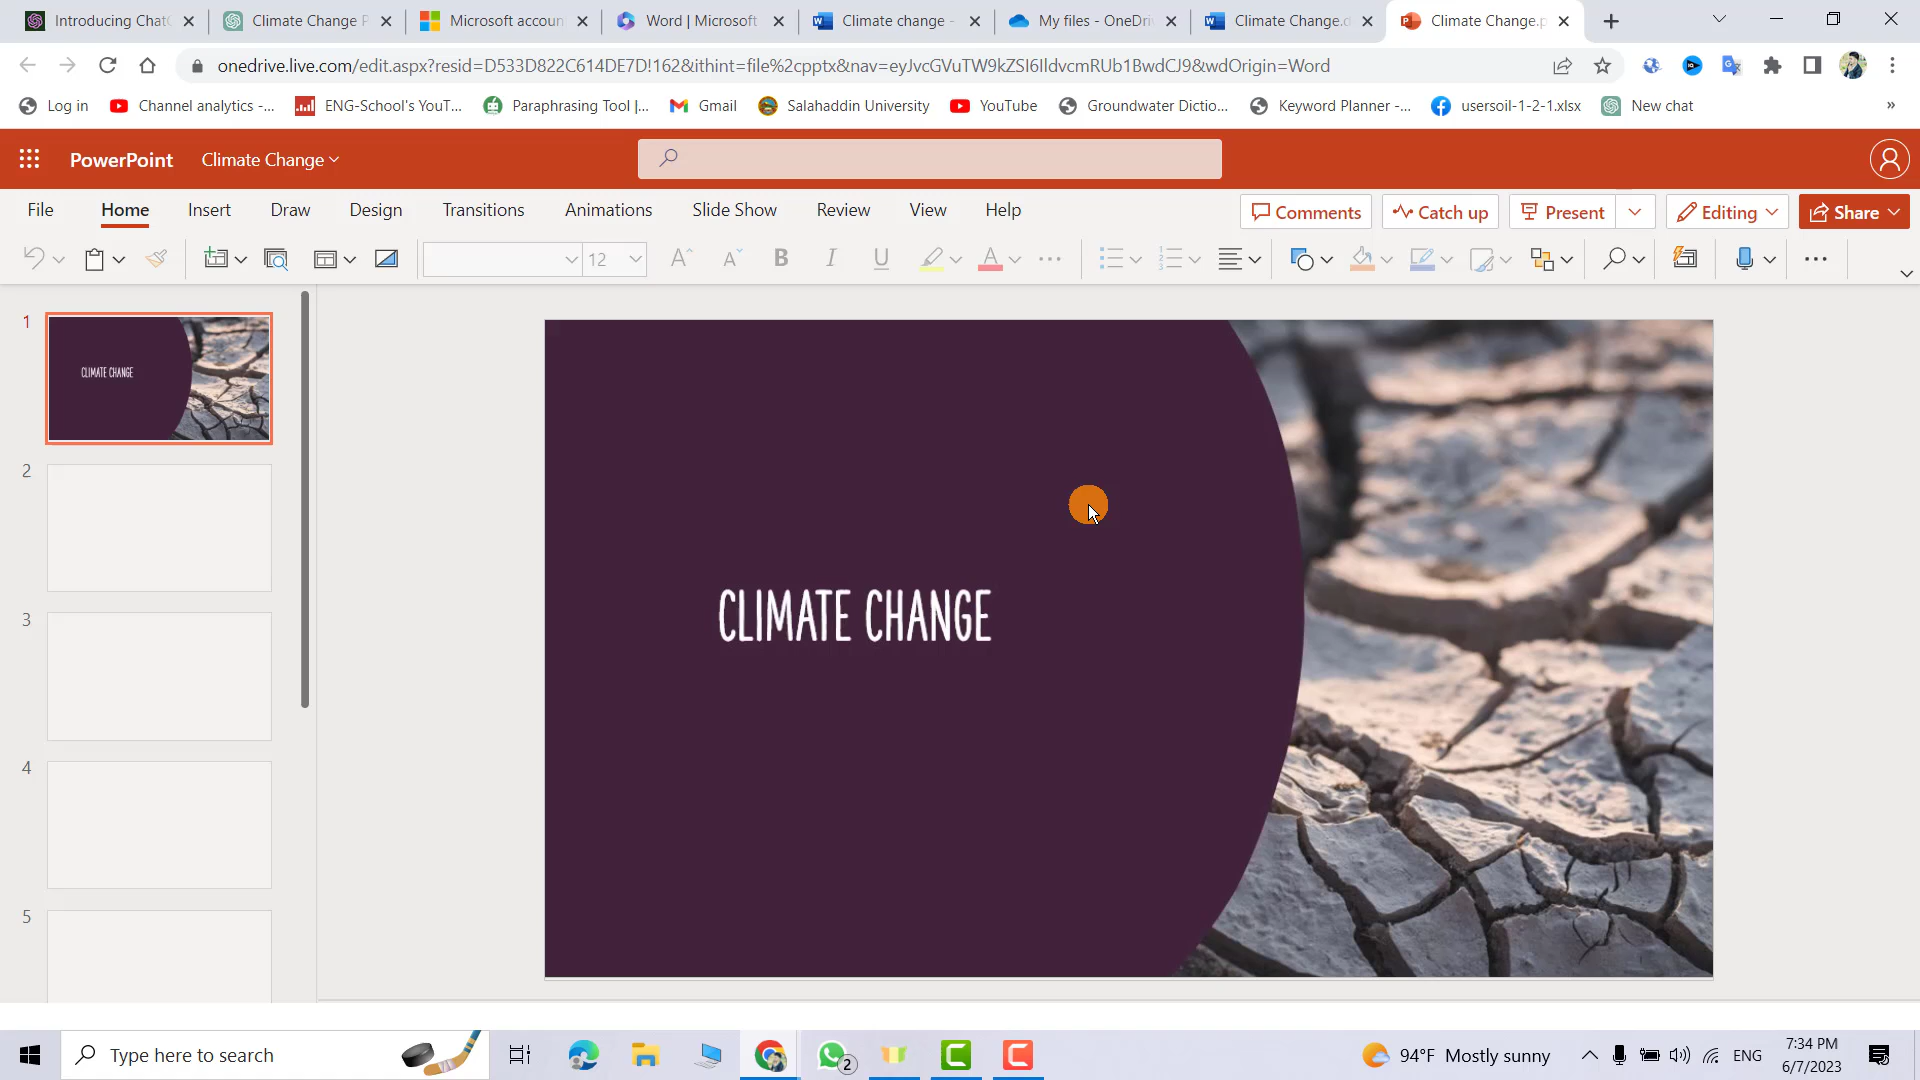 Introducing Chat
Climate Change P
Microsoft accoun
Word | Microsoft
Climate change -
My files - OneDri
Climate Change.d
Climate Change.p
onedrive.live.com/edit.aspx?resid=D533D822C614DE7D!162&ithint=file%2cpptx&nav=eyJvcGVuTW9kZSI6IldvcmRUb1BwdCJ9&wdOrigin=Word
Log in
Channel analytics -...
ENG-School's YouT...
Paraphrasing Tool |...
Gmail
Salahaddin University
YouTube
Groundwater Dictio...
Keyword Planner -...
usersoil-1-2-1.xlsx
New chat
PowerPoint
Climate Change
File
Home
Insert
Draw
Design
Transitions
Animations
Slide Show
Review
View
Help
Comments
Catch up
Present
Editing
Share
12
1
CLIMATE CHANGE
2
3
4
5
CLIMATE CHANGE
Type here to search
2
94°F Mostly sunny
ENG
7:34 PM
6/7/2023